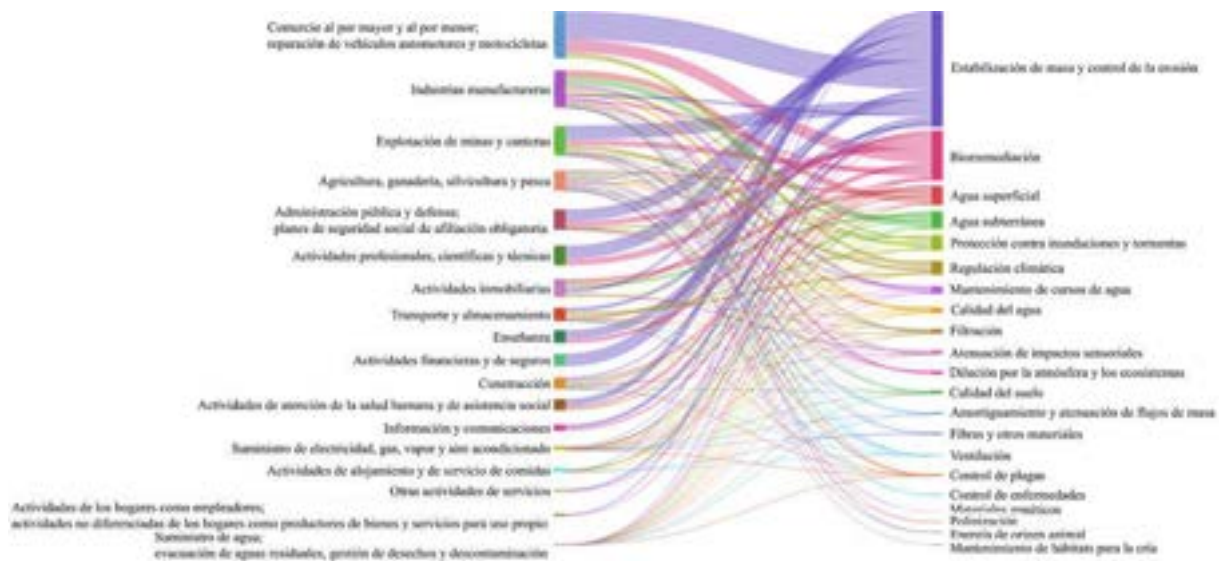 Comercio al por mayor y al por menor;
reparación de vehículos automotores y motocicletas
Industrias manufactureras
Explotación de minas y canteras
Agricultura, ganadería, silvicultura y pesca
Administración pública y defensa;
planes de seguridad social de afiliación obligatoria
Actividades profesionales, científicas y técnicas
Actividades inmobiliarias
Transporte y almacenamiento
Enseñanza
Actividades financieras y de seguros
Construcción
Actividades de atención de la salud humana y de asistencia social
Información y comunicaciones
Suministro de electricidad, gas, vapor y aire acondicionado
Actividades de alojamiento y de servicio de comidas
Otras actividades de servicios
Actividades de los hogares como empleadores;
actividades no diferenciadas de los hogares como productores de bienes y servicios para uso propio
Suministro de agua;
evacuación de aguas residuales, gestión de desechos y descontaminación
Estabilización de masa y control de la erosión
Bioremediación
Agua superficial
Agua subterránea
Protección contra inundaciones y tormentas
Regulación climática
Mantenimiento de cursos de agua
Calidad del agua
Filtración
Atenuación de impactos sensoriales
Dilución por la atmósfera y los ecosistemas
Calidad del suelo
Amortiguamiento y atenuación de flujos de masa
Fibras y otros materiales
Ventilación
Control de plagas
Control de enfermedades
Materiales genéticos
Polinización
Energía de origen animal
Mantenimiento de hábitats para la cría